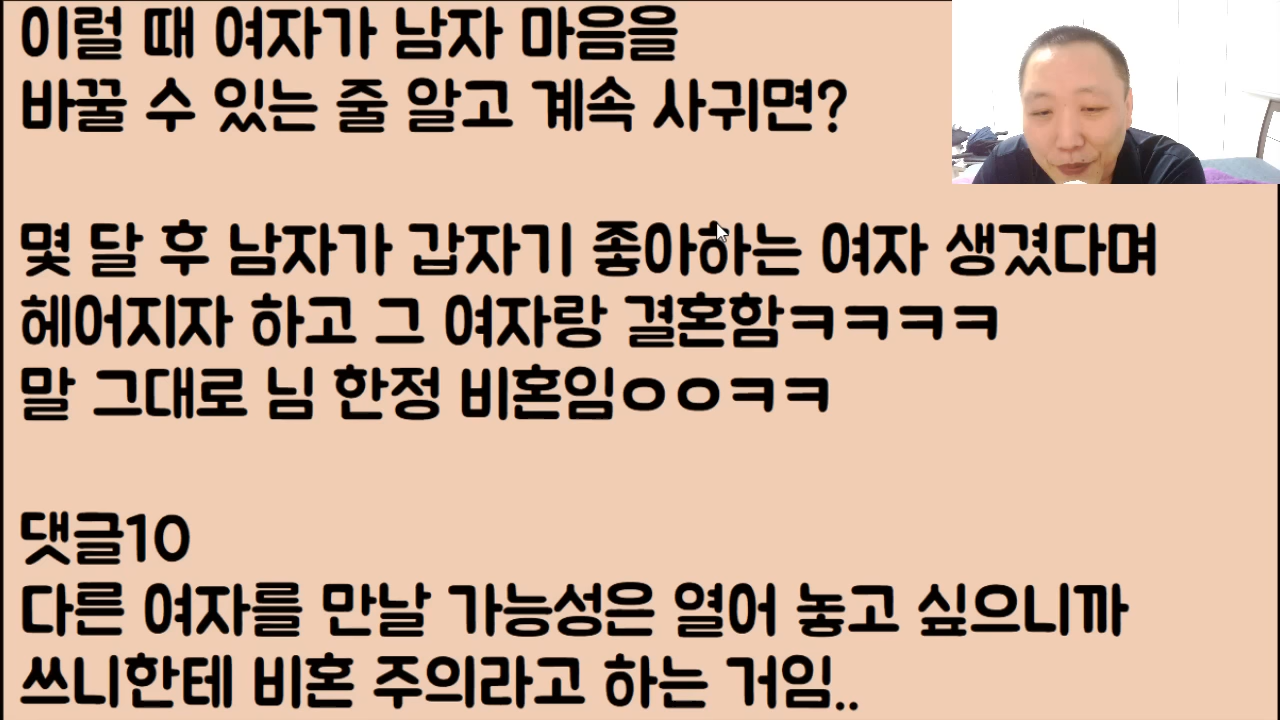 이럴 때 여자가 남자 마음을
바꿀 수 있는 줄 알고 계속 사귀면?
몇 달 후 남자가 갑자기 좋아하는 여자 생겼다며
헤어지자 하고 그 여자랑 결혼함ㅋㅋㅋㅋ
말 그대로 님 한정 비혼임ㅇㅇㅋㅋ
댓글10
다른 여자를 만날 가능성은 열어 놓고 싶으니까
쓰니한테 비혼 주의라고 하는 거임..